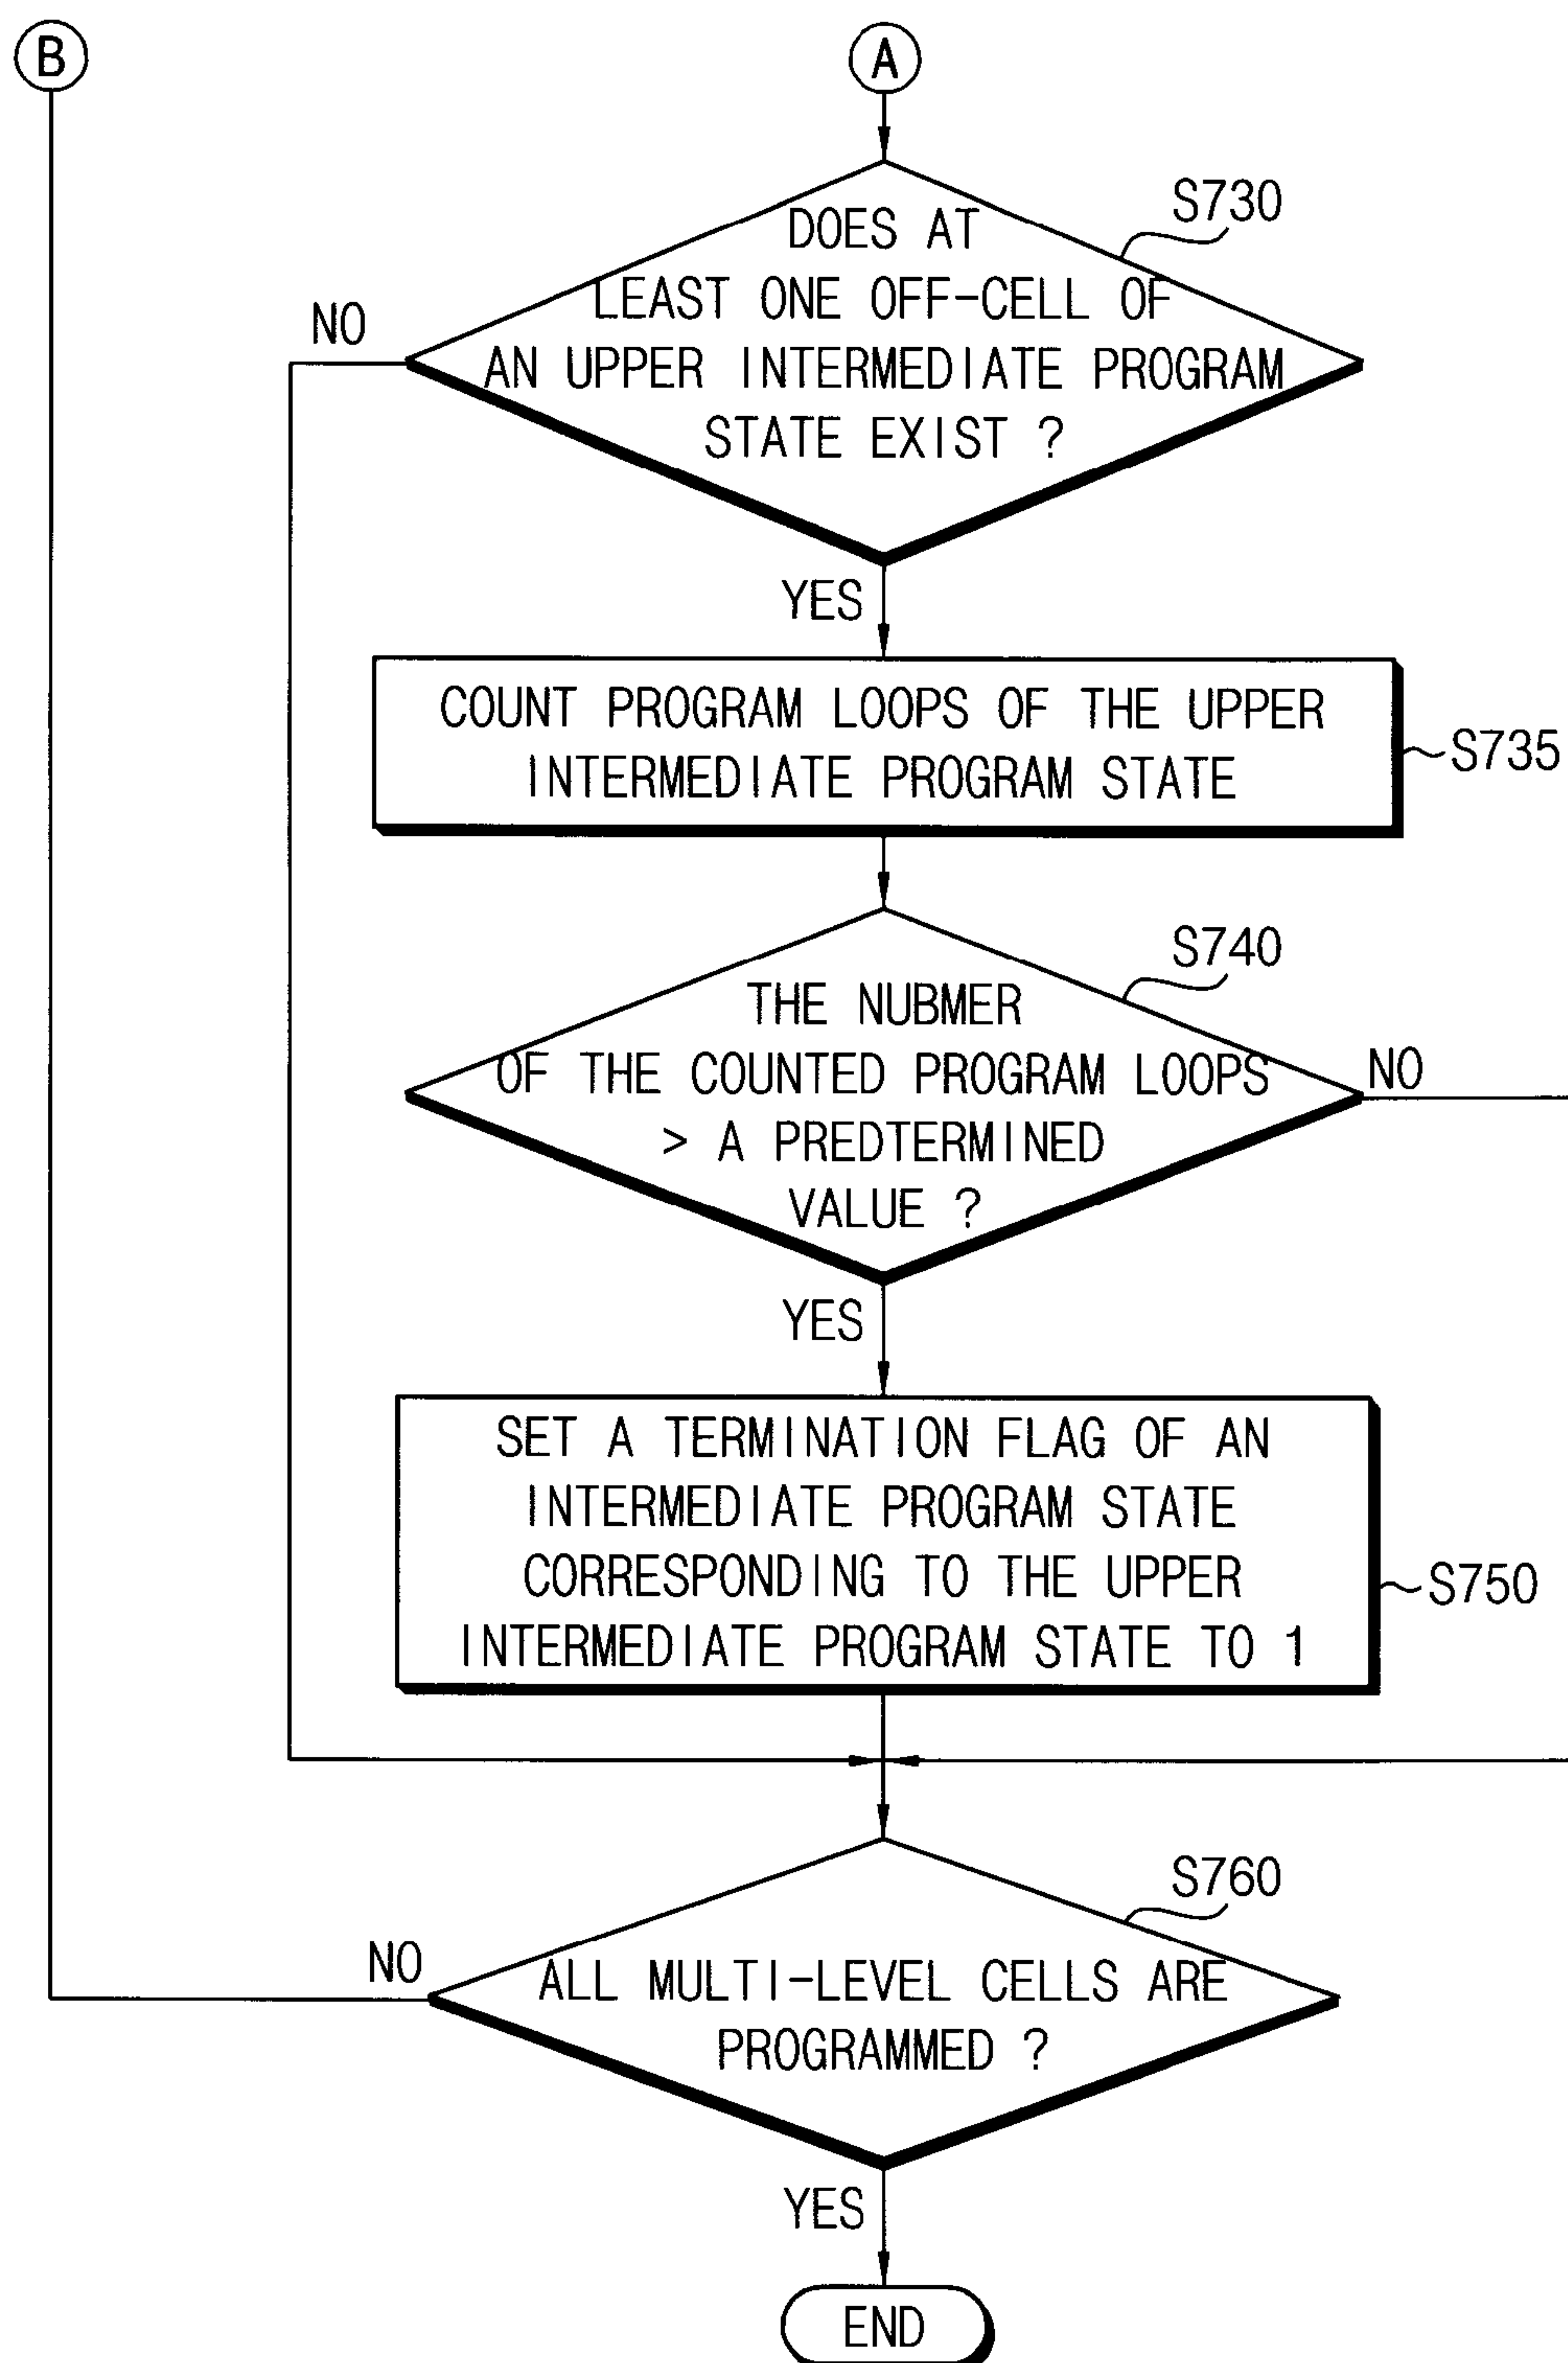 B
A
S730
DOES AT
LEAST ONE OFF-CELL OF
AN UPPER INTERMEDIATE PROGRAM
STATE EXIST ?
NO
YES
COUNT PROGRAM LOOPS OF THE UPPER
INTERMEDIATE PROGRAM STATE
S735
S740
THE NUBMER
OF THE COUNTED PROGRAM LOOPS
> A PREDTERMINED
VALUE ?
NO
YES
SET A TERMINATION FLAG OF AN
INTERMEDIATE PROGRAM STATE
CORRESPONDING TO THE UPPER
INTERMEDIATE PROGRAM STATE TO 1
S750
S760
NO
ALL MULTI-LEVEL CELLS ARE
PROGRAMMED ?
YES
END